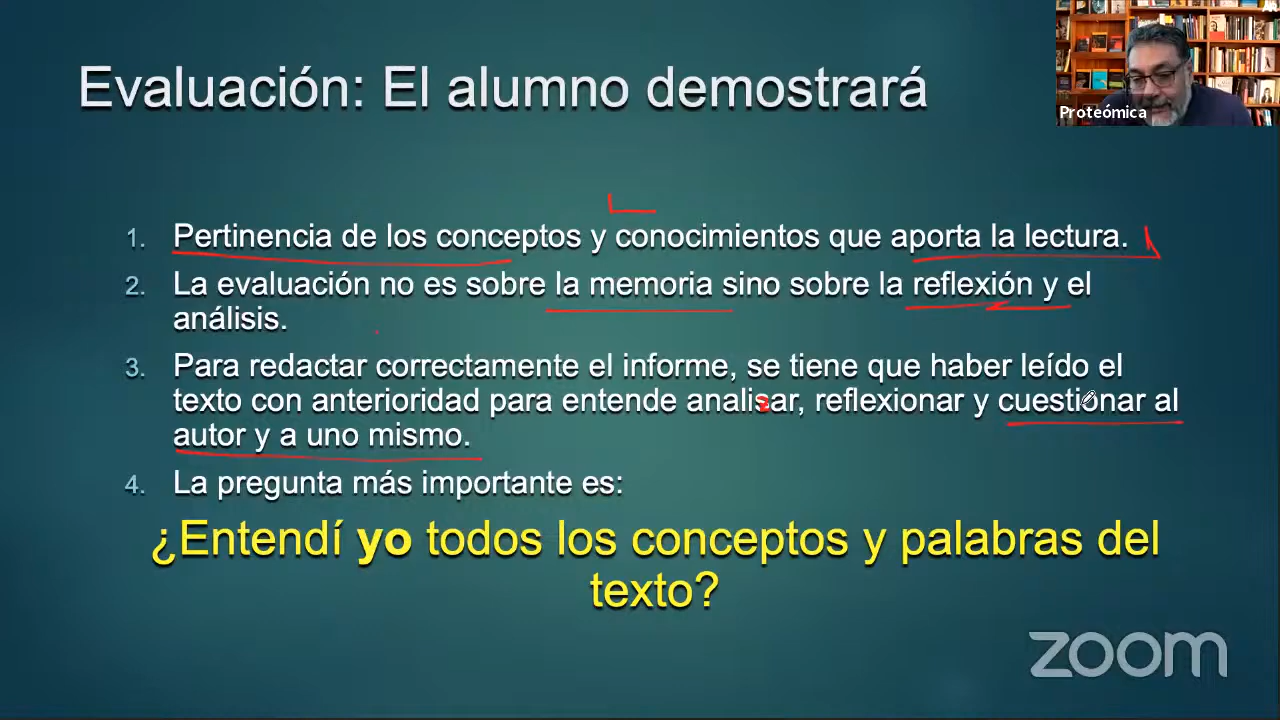 Evaluación: El alumno demostrará
Proteómica
1. Pertinencia de los conceptos y conocimientos que aporta la lectura.
2. La evaluación no es sobre la memoria sino sobre la reflexión y el
análisis.
3. Para redactar correctamente el informe, se tiene que haber leído el
texto con anterioridad para entende analisar, reflexionar y cuestionar al
autor y a uno mismo.
4. La pregunta más importante es:
¿Entendí yo todos los conceptos y palabras del
texto?
zoom